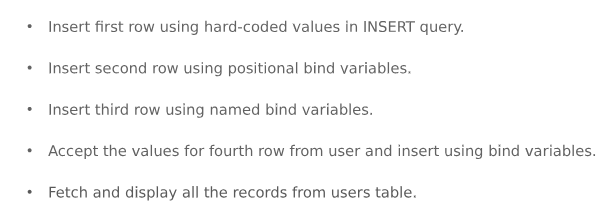 • Insert first row using hard-coded values in INSERT query.
• Insert second row using positional bind variables.
• Insert third row using named bind variables.
• Accept the values for fourth row from user and insert using bind variables.
• Fetch and display all the records from users table.